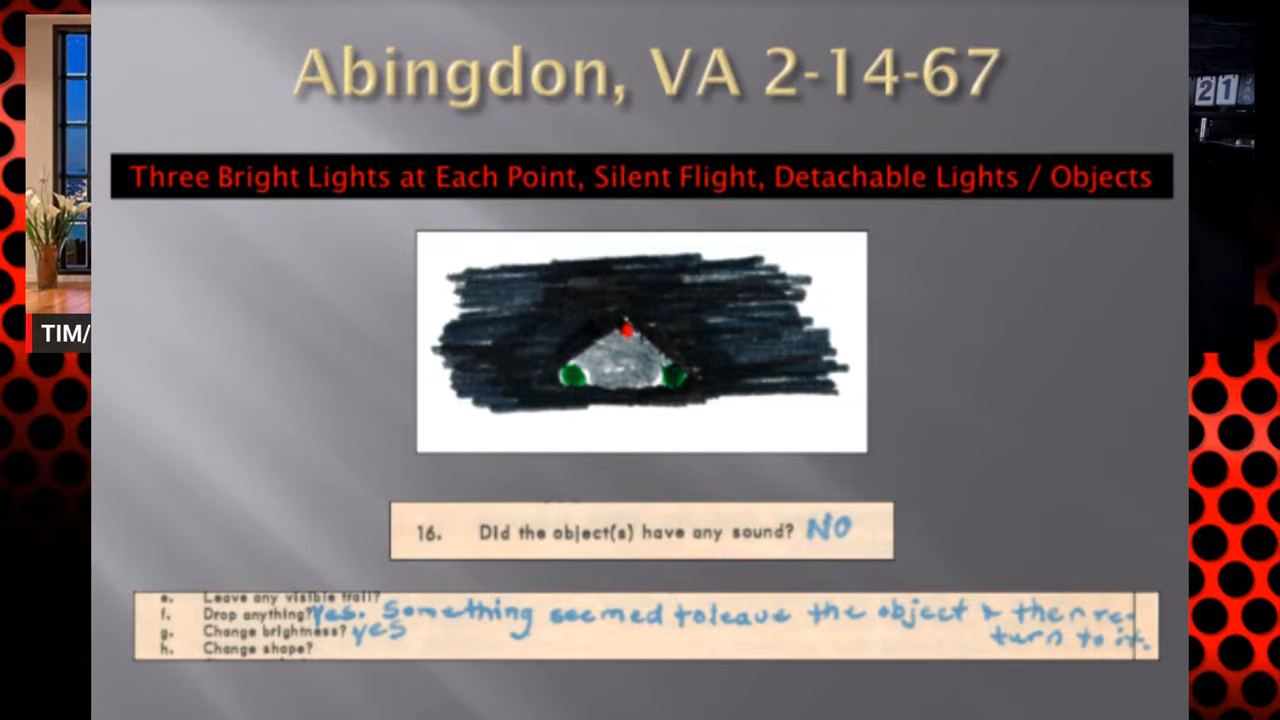 Abingdon, VA 2-14-67
21
Three Bright Lights at Each Point, Silent Flight, Detachable Lights / Objects
TIM/
16. Did the object(s) have any sound? NO
e. Leave any visible trail?
f. Drop anything? Yes. Something seemed to leave the object & then re-
turn to it.
g. Change brightness? yes
h. Change shape?